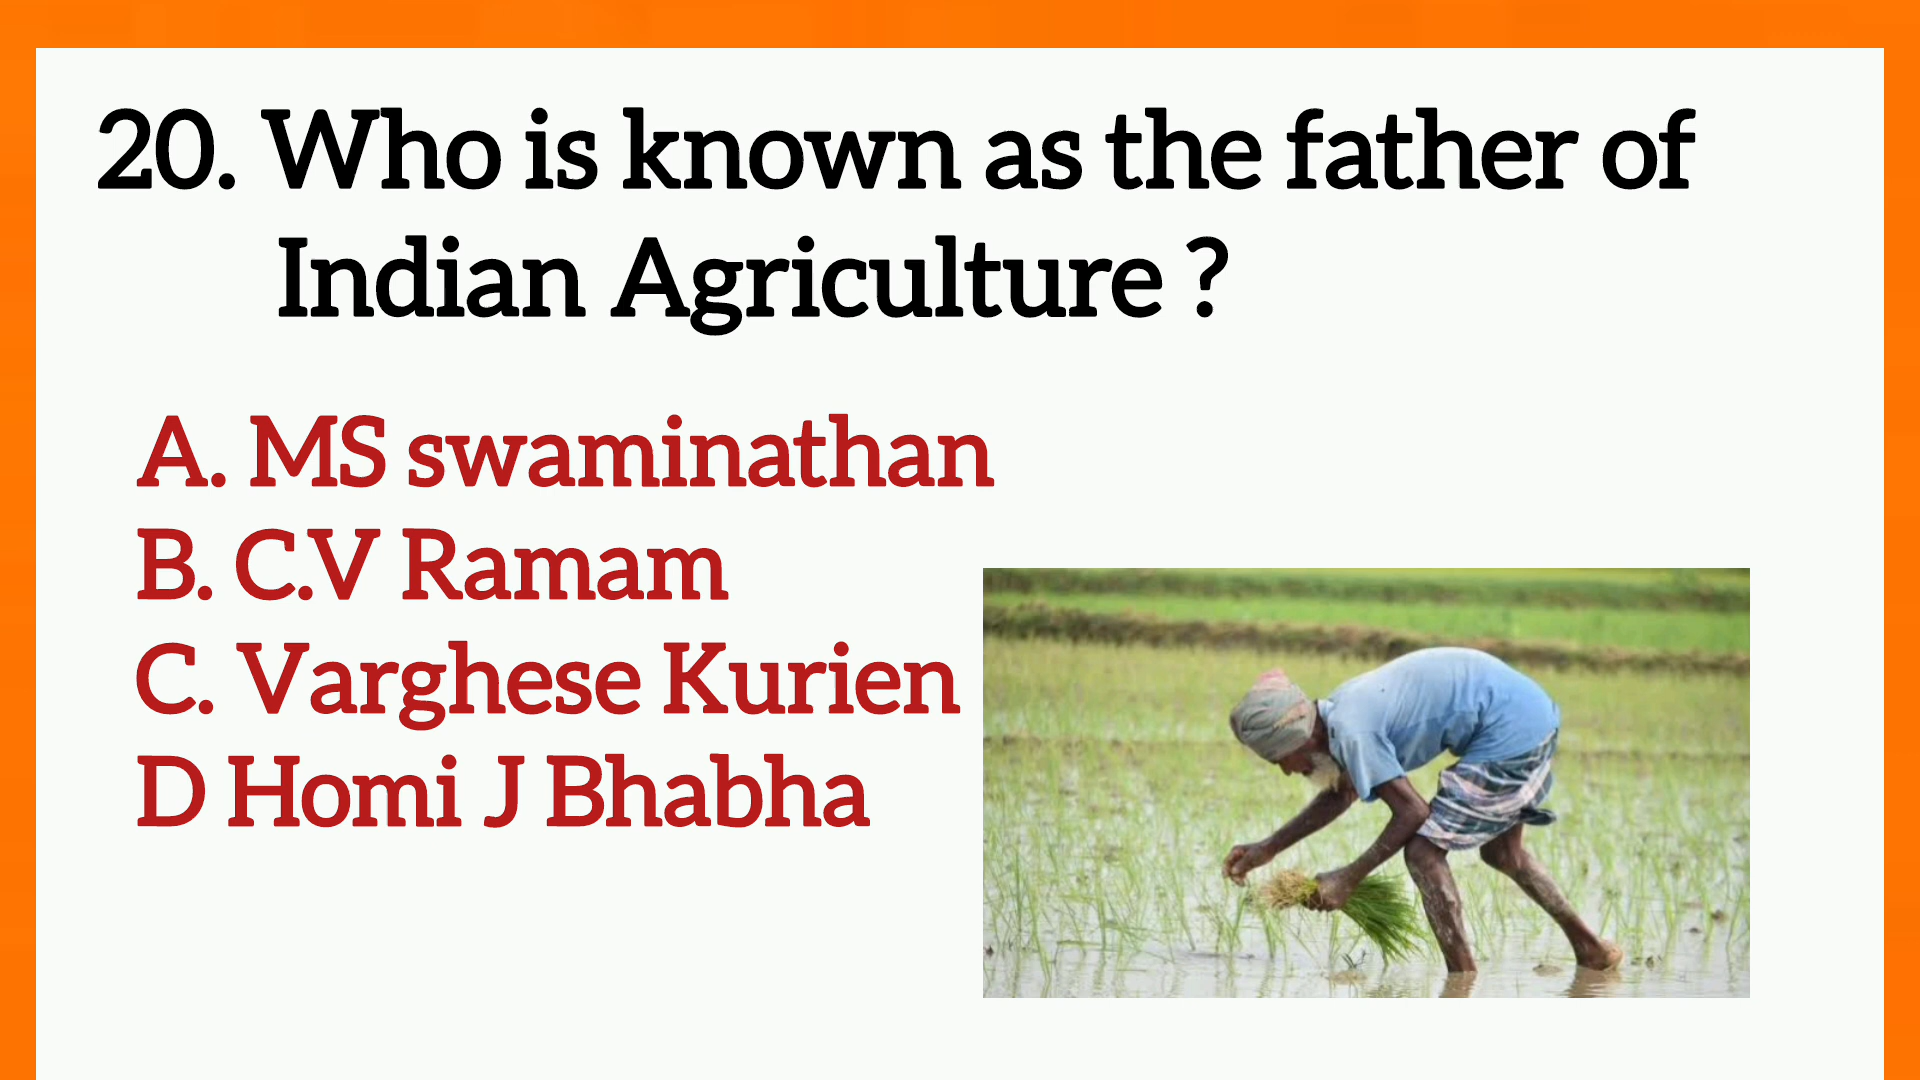 20. Who is known as the father of
Indian Agriculture ?
A. MS swaminathan
B. C.V Ramam
C. Varghese Kurien
D Homi J Bhabha